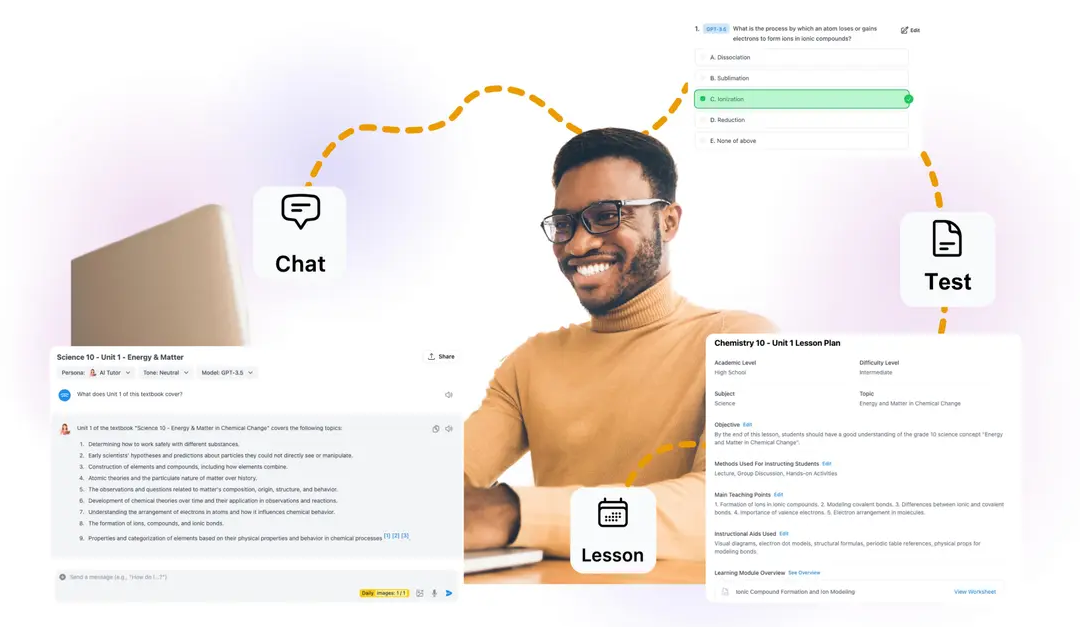 1. GPT-3.5 What is the process by which an atom loses or gains
electrons to form ions in ionic compounds?
Edit
A. Dissociation
B. Sublimation
C. Ionization
D. Reduction
E. None of above
Chat
Test
Science 10 - Unit 1 - Energy & Matter
Share
Persona: AI Tutor Tone: Neutral Model: GPT-3.5
What does Unit 1 of this textbook cover?
Unit 1 of the textbook "Science 10 - Energy & Matter in Chemical Change" covers the following topics:
1. Determining how to work safely with different substances.
2. Early scientists' hypotheses and predictions about particles they could not directly see or manipulate.
3. Construction of elements and compounds, including how elements combine.
4. Atomic theories and the particulate nature of matter over history.
5. The observations and questions related to matter's composition, origin, structure, and behavior.
6. Development of chemical theories over time and their application in observations and reactions.
7. Understanding the arrangement of electrons in atoms and how it influences chemical behavior.
8. The formation of ions, compounds, and ionic bonds.
9. Properties and categorization of elements based on their physical properties and behavior in chemical processes [1] [2] [3]
Send a message (e.g., "How do I...?")
Daily images: 1 / 1
Lesson
Chemistry 10 - Unit 1 Lesson Plan
Academic Level
High School
Difficulty Level
Intermediate
Subject
Science
Topic
Energy and Matter in Chemical Change
Objective Edit
By the end of this lesson, students should have a good understanding of the grade 10 science concept "Energy
and Matter in Chemical Change".
Methods Used For Instructing Students Edit
Lecture, Group Discussion, Hands-on Activities
Main Teaching Points Edit
1. Formation of ions in ionic compounds. 2. Modeling covalent bonds. 3. Differences between ionic and covalent
bonds. 4. Importance of valence electrons. 5. Electron arrangement in molecules.
Instructional Aids Used Edit
Visual diagrams, electron dot models, structural formulas, periodic table references, physical props for
modeling bonds.
Learning Module Overview See Overview
Ionic Compound Formation and Ion Modeling
View Worksheet